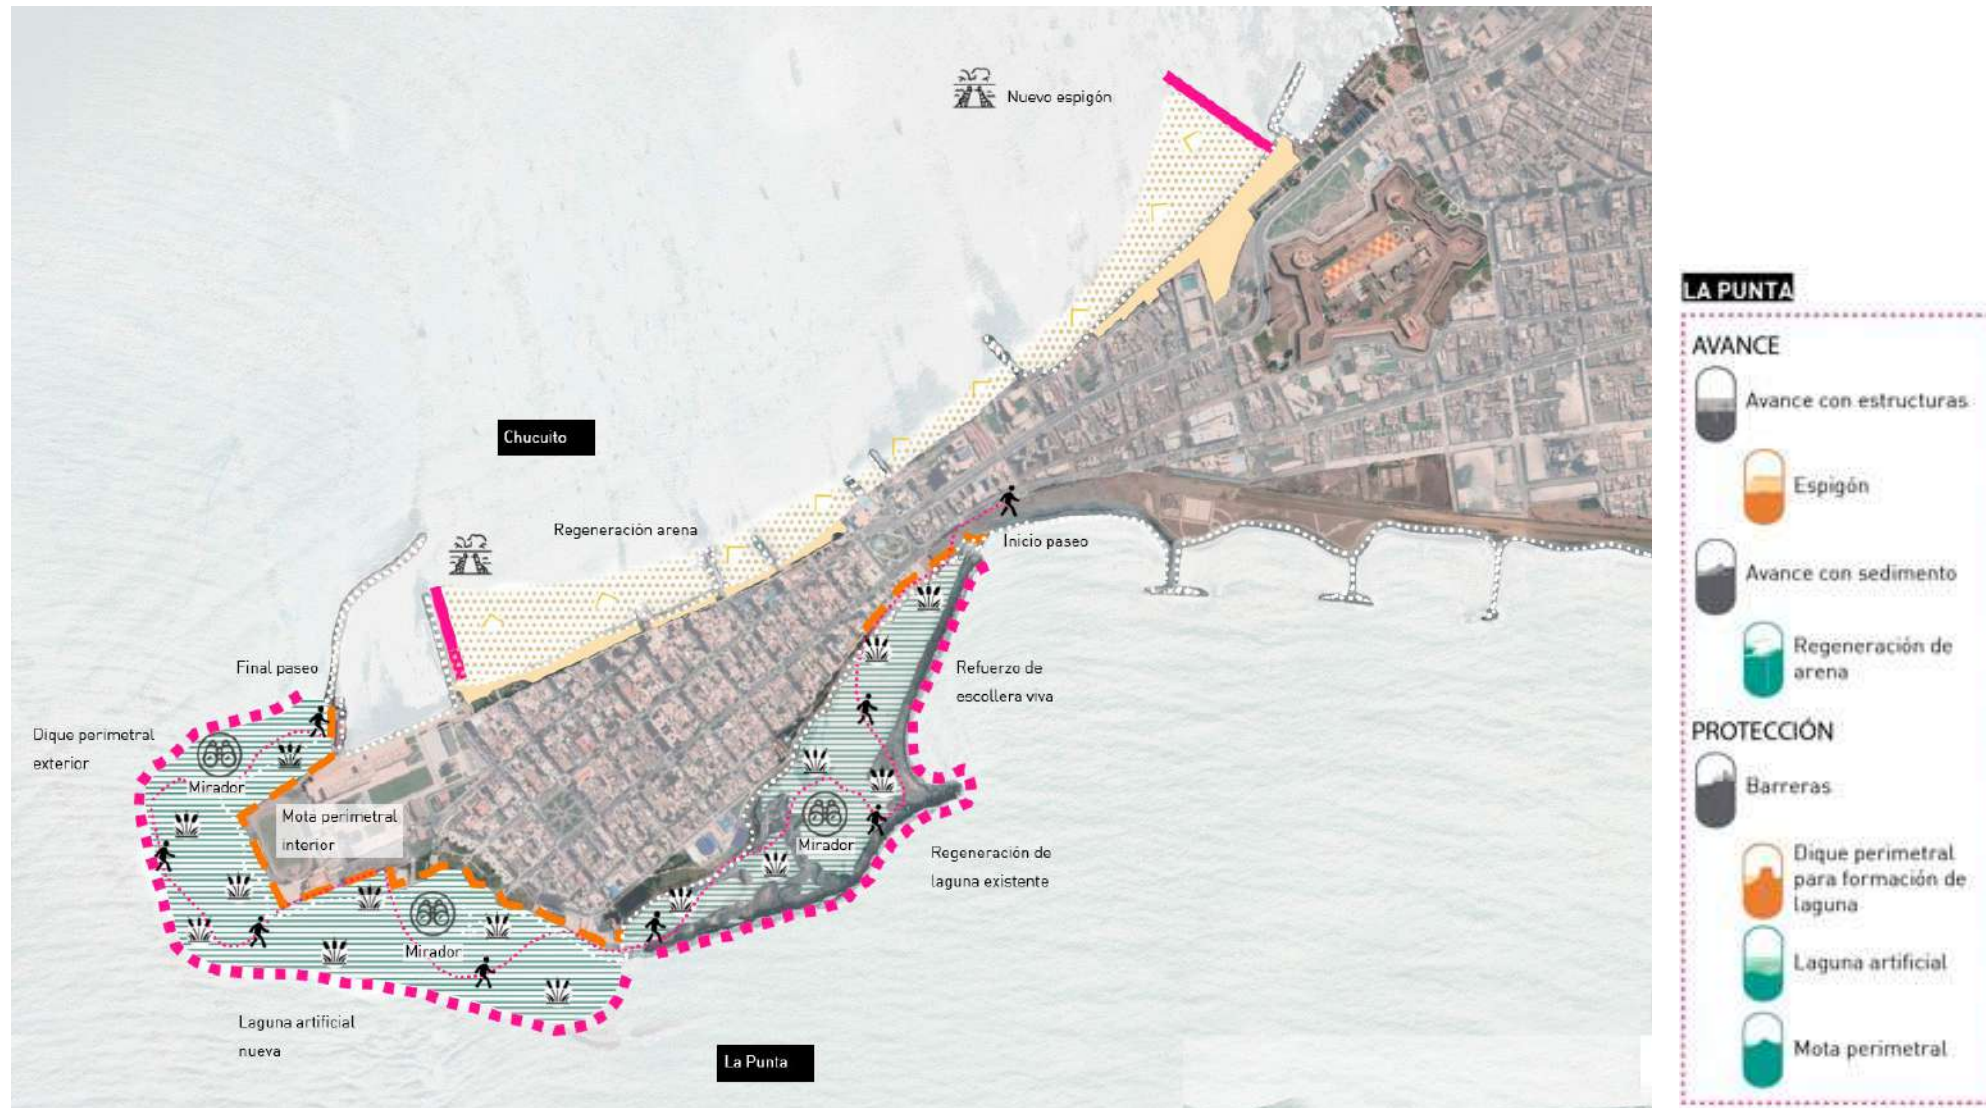 Nuevo espigón
Chucuito
Regeneración arena
Inicio paseo
Final paseo
Refuerzo de
escollera viva
Dique perimetral
exterior
Mirador
Mota perimetral
interior
Mirador
Regeneración de
laguna existente
Mirador
Laguna artificial
nueva
La Punta
LA PUNTA
AVANCE
Avance con estructuras
Espigón
Avance con sedimento
Regeneración de
arena
PROTECCIÓN
Barreras
Dique perimetral
para formación de
laguna
Laguna artificial
Mota perimetral